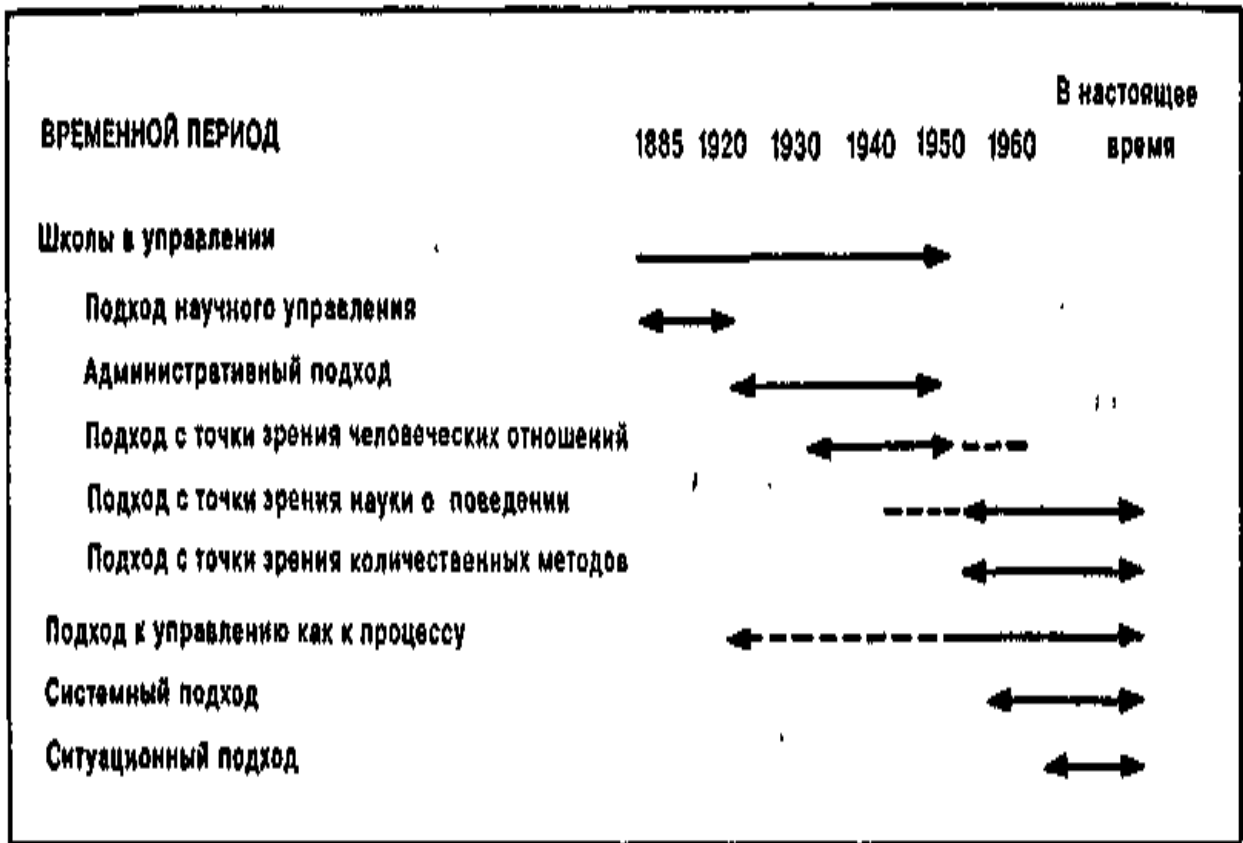 В настоящее
ВРЕМЕННОЙ ПЕРИОД 1885 1920 1930 1940 1950 1960 время
Школы в управлении
Подход научного управления
Административный подход
Подход с точки зрения человеческих отношений
Подход с точки зрения науки о поведении
Подход с точки зрения количественных методов
Подход к управлению как к процессу
Системный подход
Ситуационный подход